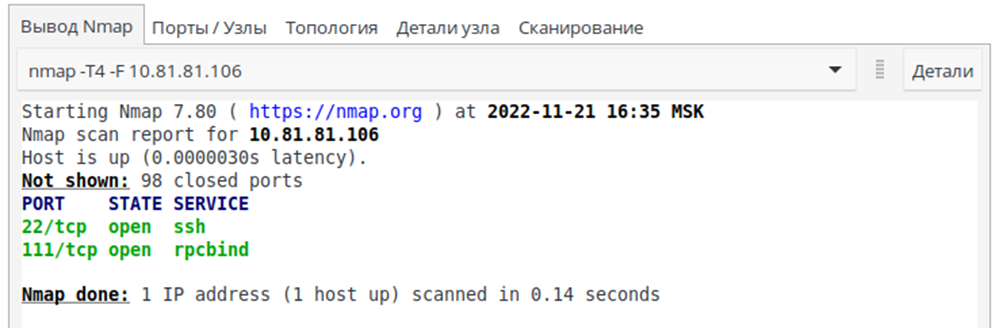 Вывод Nmap Порты / Узлы Топология Детали узла Сканирование
nmap -T4 -F 10.81.81.106 Детали
Starting Nmap 7.80 ( https://nmap.org ) at 2022-11-21 16:35 MSK
Nmap scan report for 10.81.81.106
Host is up (0.0000030s latency).
Not shown: 98 closed ports
PORT    STATE SERVICE
22/tcp  open  ssh
111/tcp open  rpcbind
Nmap done: 1 IP address (1 host up) scanned in 0.14 seconds